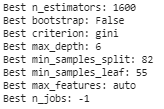 Best n_estimators: 1600
Best bootstrap: False
Best criterion: gini
Best max_depth: 6
Best min_samples_split: 82
Best min_samples_leaf: 55
Best max_features: auto
Best n_jobs: -1